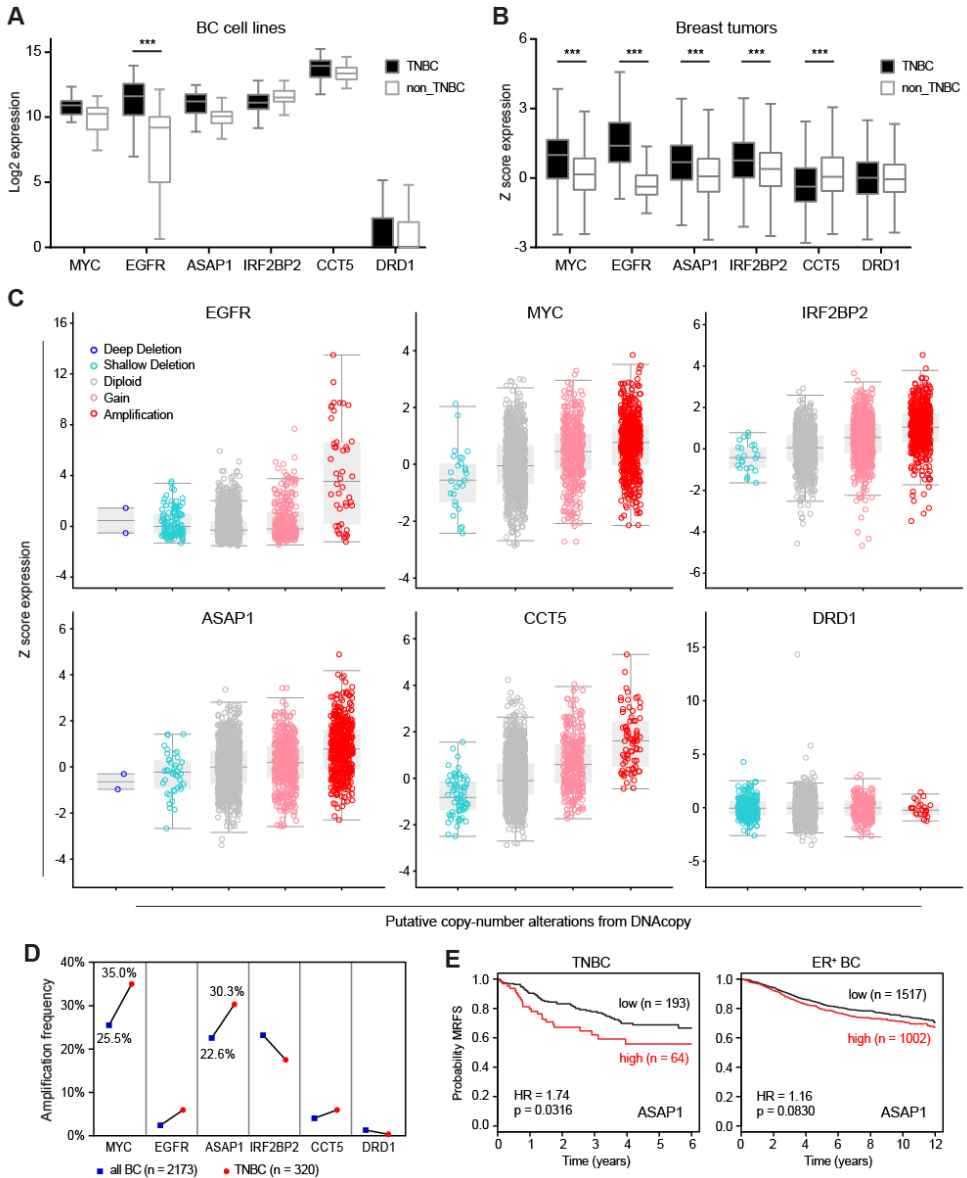 A
BC cell lines
***
TNBC
non_TNBC
Log2 expression
15
10
5
0
MYC EGFR ASAP1 IRF2BP2 CCT5 DRD1
B
Breast tumors
*** *** *** *** ***
TNBC
non_TNBC
Z score expression
6
3
0
-3
MYC EGFR ASAP1 IRF2BP2 CCT5 DRD1
C
Z score expression
EGFR
Deep Deletion
Shallow Deletion
Diploid
Gain
Amplification
16
12
8
4
0
-4
MYC
4
2
0
-2
-4
IRF2BP2
6
4
2
0
-2
-4
-6
ASAP1
6
4
2
0
-2
-4
CCT5
6
4
2
0
-2
-4
DRD1
15
10
5
0
-5
Putative copy-number alterations from DNAcopy
D
Amplification frequency
40%
30%
20%
10%
0%
35.0%
25.5%
30.3%
22.6%
MYC EGFR ASAP1 IRF2BP2 CCT5 DRD1
all BC (n = 2173) TNBC (n = 320)
E
TNBC
Probability MRFS
1.0
0.8
0.6
0.4
0.2
0.0
low (n = 193)
high (n = 64)
HR = 1.74
p = 0.0316
ASAP1
0 1 2 3 4 5 6
Time (years)
ER⁺ BC
1.0
0.8
0.6
0.4
0.2
0.0
low (n = 1517)
high (n = 1002)
HR = 1.16
p = 0.0830
ASAP1
0 2 4 6 8 10 12
Time (years)